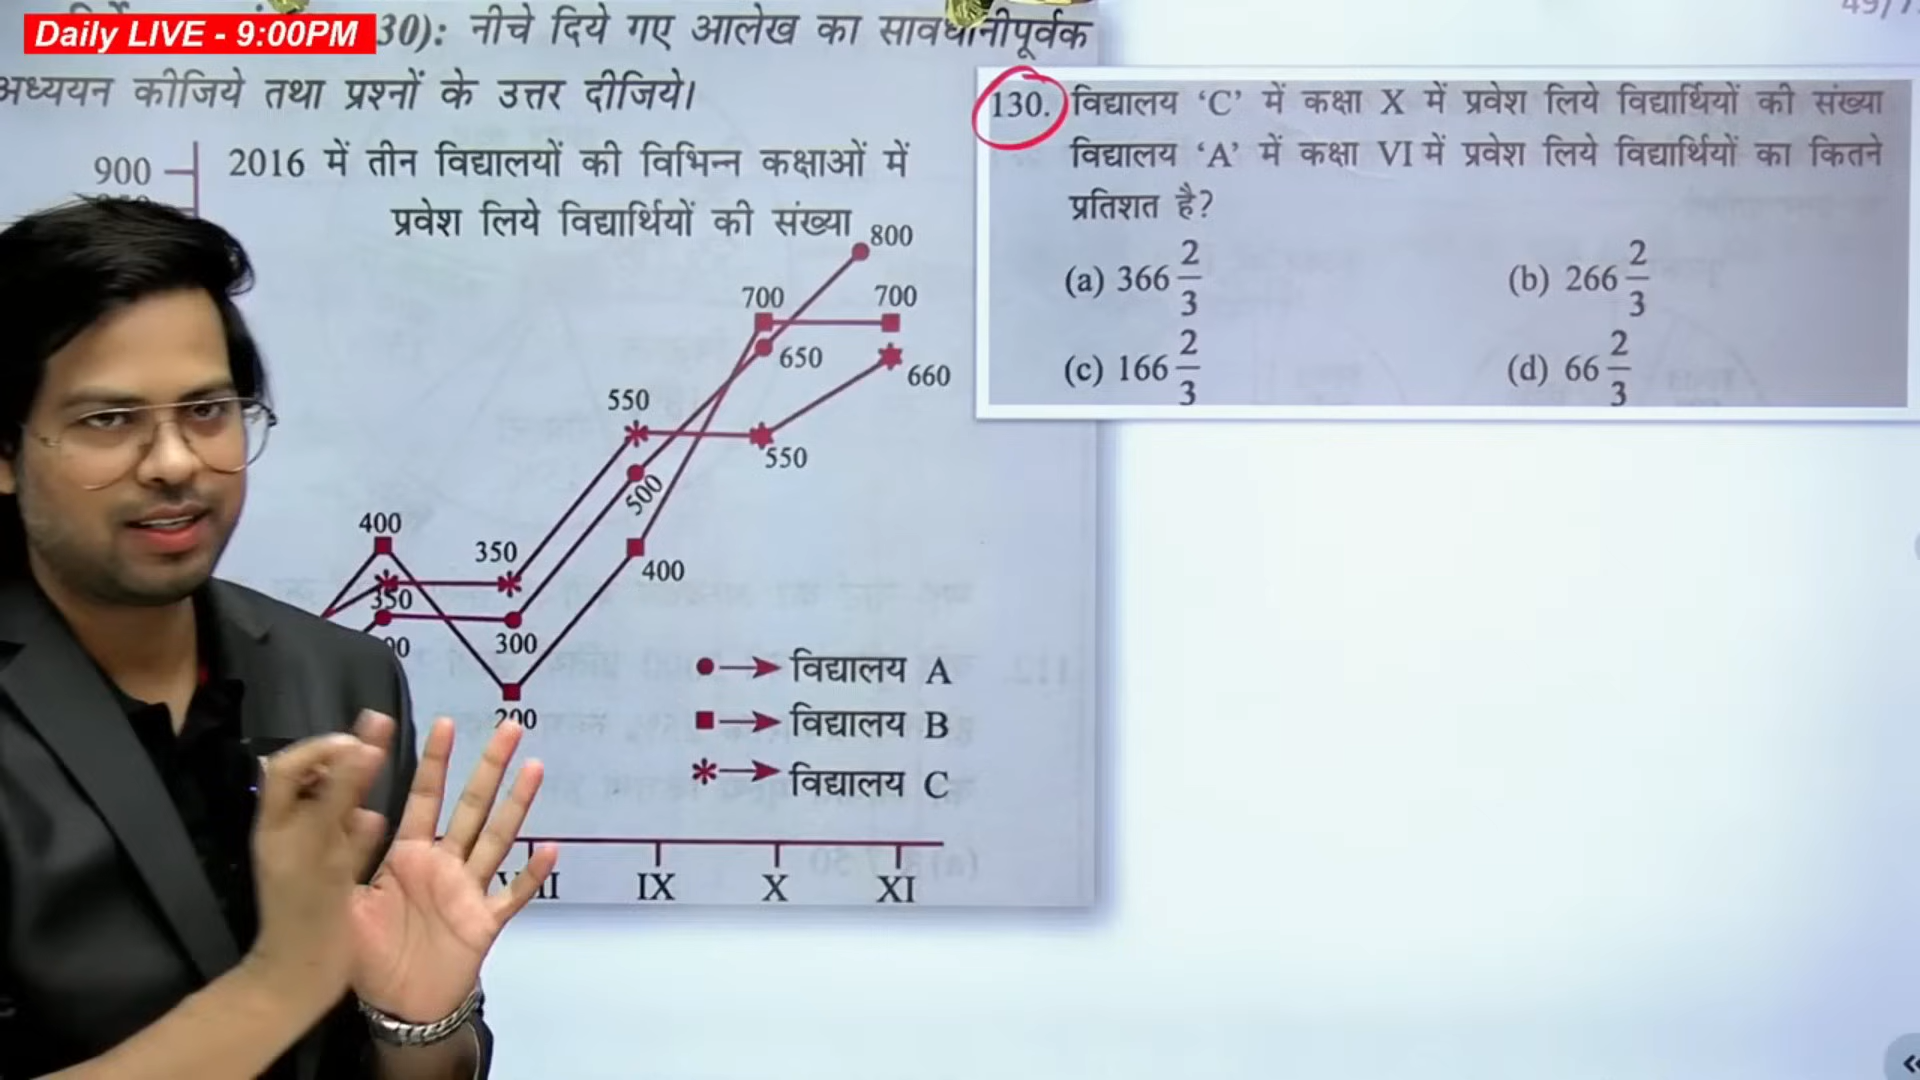 Daily LIVE - 9:00PM
30): नीचे दिये गए आलेख का सावधानीपूर्वक
अध्ययन कीजिये तथा प्रश्नों के उत्तर दीजिये।
2016 में तीन विद्यालयों की विभिन्न कक्षाओं में
प्रवेश लिये विद्यार्थियों की संख्या
900
800
700
700
650
660
550
550
500
400
350
400
350
300
200
विद्यालय A
विद्यालय B
विद्यालय C
IX X XI
130. विद्यालय ‘C’ में कक्षा X में प्रवेश लिये विद्यार्थियों की संख्या
विद्यालय ‘A’ में कक्षा VI में प्रवेश लिये विद्यार्थियों का कितने
प्रतिशत है?
(a) 366 2/3 (b) 266 2/3
(c) 166 2/3 (d) 66 2/3